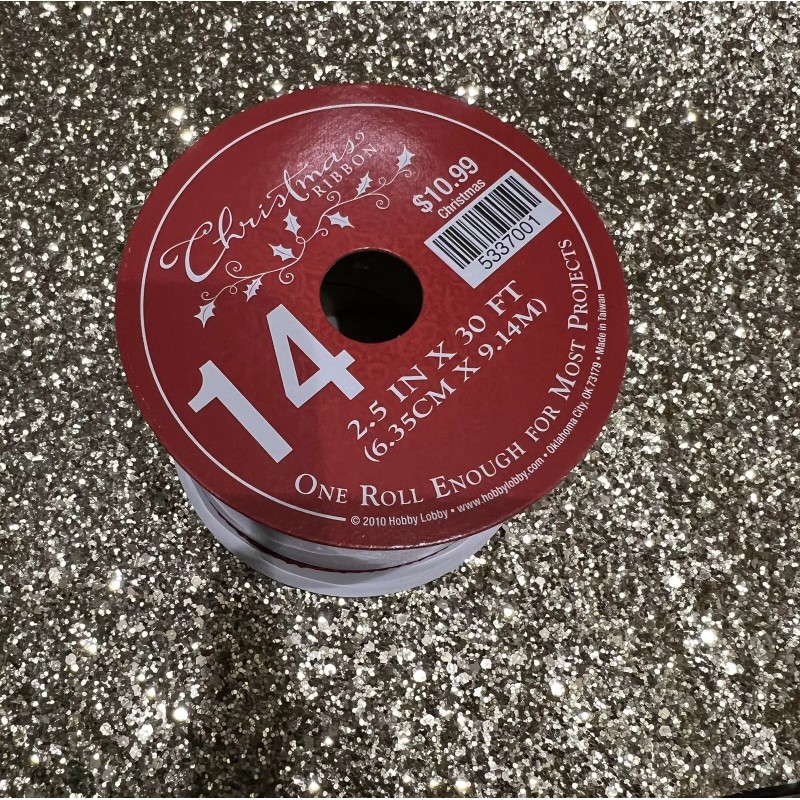 Christmas
RIBBON
$10.99
Christmas
5337001
14
2.5 IN X 30 FT
(6.35CM X 9.14M)
ONE ROLL ENOUGH FOR MOST PROJECTS
© 2010 Hobby Lobby • www.hobbylobby.com • Oklahoma City, OK 73179 • Made in Taiwan